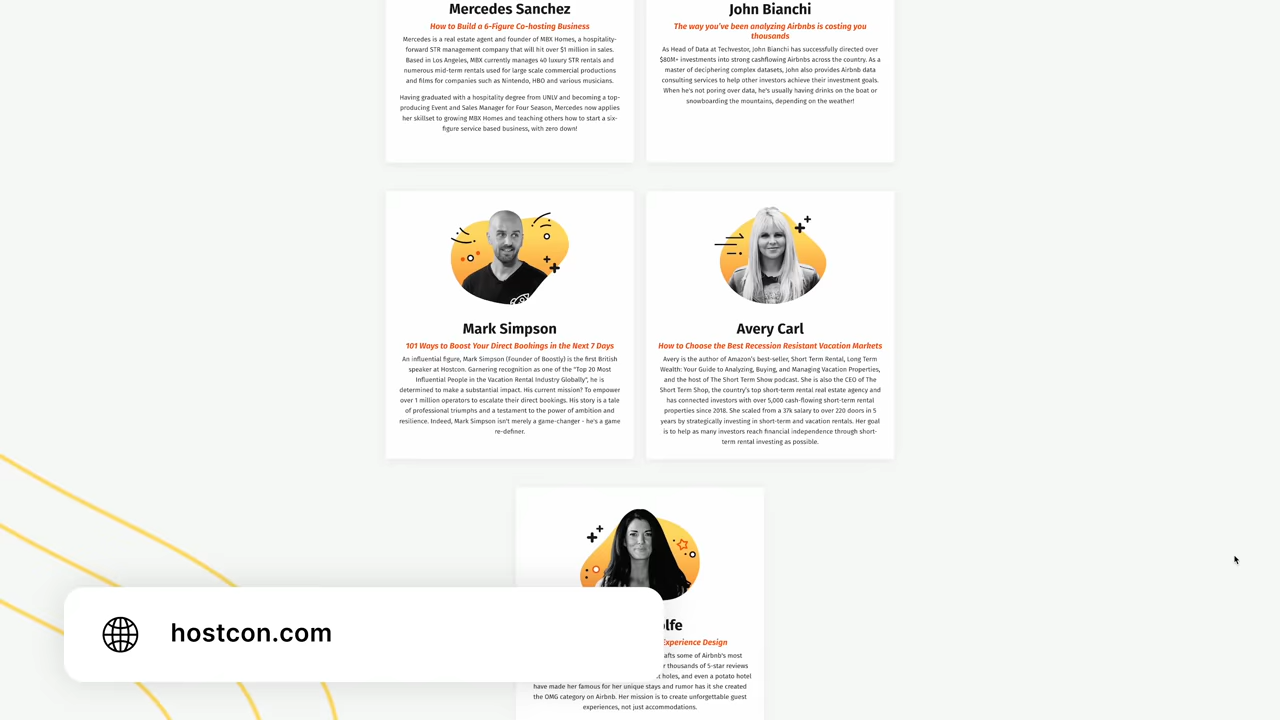 Mercedes Sanchez
How to Build a 6-Figure Co-hosting Business
Mercedes is a real estate agent and founder of MBX Homes, a hospitality-
forward STR management company that will hit over $1 million in sales.
Based in Los Angeles, MBX currently manages 40 luxury STR rentals and
numerous mid-term rentals used for large scale commercial productions
and films for companies such as Nintendo, HBO and various musicians.
Having graduated with a hospitality degree from UNLV and becoming a top-
producing Event and Sales Manager for Four Season, Mercedes now applies
her skillset to growing MBX Homes and teaching others how to start a six-
figure service based business, with zero down!
John Bianchi
The way you've been analyzing Airbnbs is costing you
thousands
As Head of Data at Techvestor, John Bianchi has successfully directed over
$80M+ investments into strong cashflowing Airbnbs across the country. As a
master of deciphering complex datasets, John also provides Airbnb data
consulting services to help other investors achieve their investment goals.
When he's not poring over data, he's usually having drinks on the boat or
snowboarding the mountains, depending on the weather!
Mark Simpson
101 Ways to Boost Your Direct Bookings in the Next 7 Days
An influential figure, Mark Simpson (Founder of Boostly) is the first British
speaker at Hostcon. Garnering recognition as one of the "Top 20 Most
Influential People in the Vacation Rental Industry Globally", he is
determined to make a substantial impact. His current mission? To empower
over 1 million operators to escalate their direct bookings. His story is a tale
of professional triumphs and a testament to the power of ambition and
resilience. Indeed, Mark Simpson isn't merely a game-changer - he's a game
re-definer.
Avery Carl
How to Choose the Best Recession Resistant Vacation Markets
Avery is the author of Amazon's best-seller, Short Term Rental, Long Term
Wealth: Your Guide to Analyzing, Buying, and Managing Vacation Properties,
and the host of The Short Term Show podcast. She is also the CEO of The
Short Term Shop, the country's top short-term rental real estate agency and
has connected investors with over 5,000 cash-flowing short-term rental
properties since 2018. She scaled from a 37k salary to over 220 doors in 5
years by strategically investing in short-term and vacation rentals. Her goal
is to help as many investors reach financial independence through short-
term rental investing as possible.
olfe
Experience Design
afts some of Airbnb's most
r thousands of 5-star reviews
t holes, and even a potato hotel
have made her famous for her unique stays and rumor has it she created
the OMG category on Airbnb. Her mission is to create unforgettable guest
experiences, not just accommodations.
hostcon.com